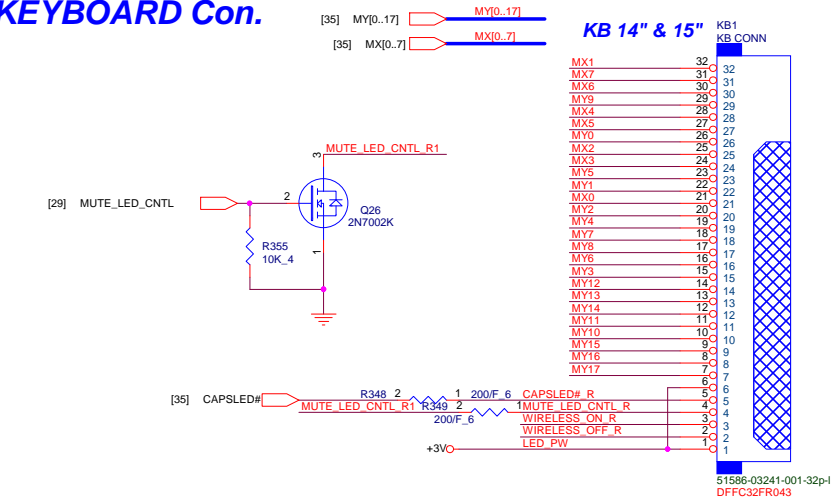 KEYBOARD Con.
[35] MY[0..17] MY[0..17]
[35] MX[0..7] MX[0..7]
KB 14" & 15"
KB1
KB CONN
MX1 32 32
MX7 31 31
MX6 30 30
MY9 29 29
MX4 28 28
MX5 27 27
MY0 26 26
MX2 25 25
MX3 24 24
MY5 23 23
MY1 22 22
MX0 21 21
MY2 20 20
MY4 19 19
MY7 18 18
MY8 17 17
MY6 16 16
MY3 15 15
MY12 14 14
MY13 13 13
MY14 12 12
MY11 11 11
MY10 10 10
MY15 9 9
MY16 8 8
MY17 7 7
6 6
5 5
4 4
3 3
2 2
1 1
MUTE_LED_CNTL_R1
3
[29] MUTE_LED_CNTL
2
Q26
2N7002K
1
R355
10K_4
[35] CAPSLED# R348 2 1 200/F_6 CAPSLED#_R
MUTE_LED_CNTL_R1 R349 2 1 MUTE_LED_CNTL_R
200/F_6
WIRELESS_ON_R
WIRELESS_OFF_R
+3V LED_PW
51586-03241-001-32p-l
DFFC32FR043